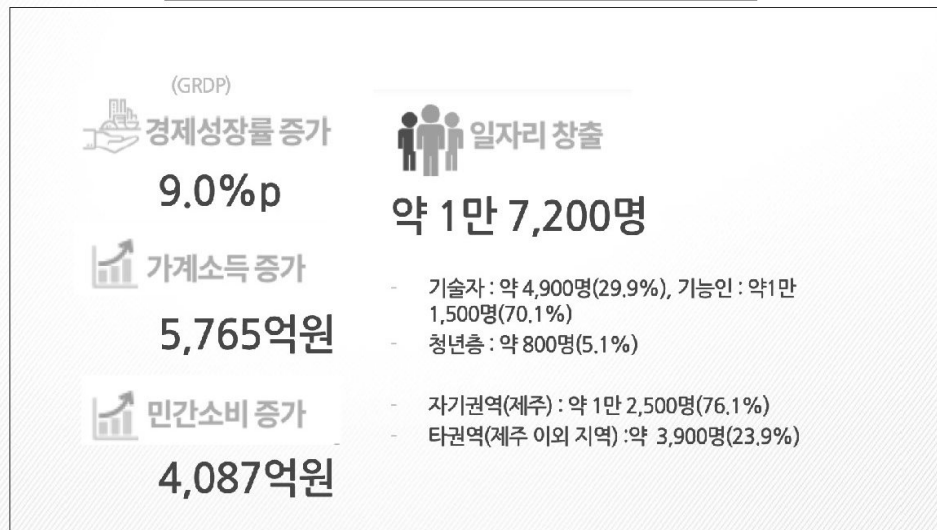 (GRDP)
경제성장률 증가
9.0%p
가계소득 증가
5,765억원
민간소비 증가
4,087억원
일자리 창출
약 1만 7,200명
- 기술자 : 약 4,900명(29.9%), 기능인 : 약1만
1,500명(70.1%)
- 청년층 : 약 800명(5.1%)
- 자기권역(제주) : 약 1만 2,500명(76.1%)
- 타권역(제주 이외 지역) :약 3,900명(23.9%)